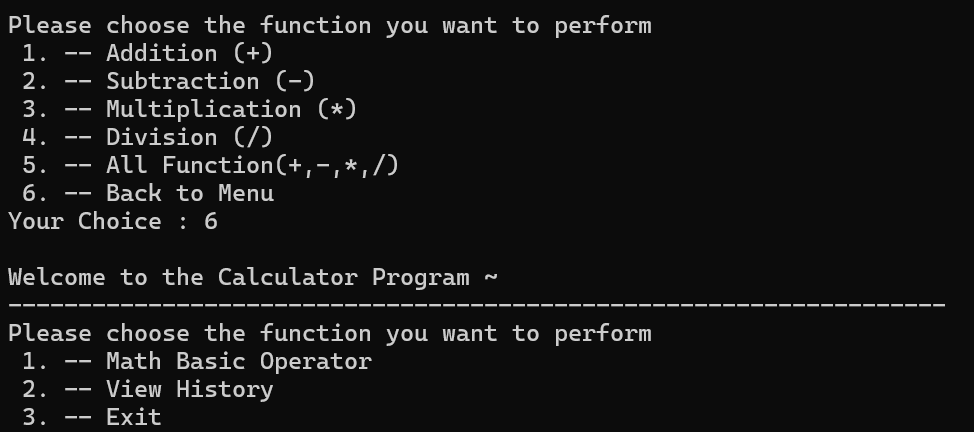 Please choose the function you want to perform
 1. -- Addition (+)
 2. -- Subtraction (-)
 3. -- Multiplication (*)
 4. -- Division (/)
 5. -- All Function(+,-,*,/)
 6. -- Back to Menu
Your Choice : 6

Welcome to the Calculator Program ~
-------------------------------------------------------------------
Please choose the function you want to perform
 1. -- Math Basic Operator
 2. -- View History
 3. -- Exit